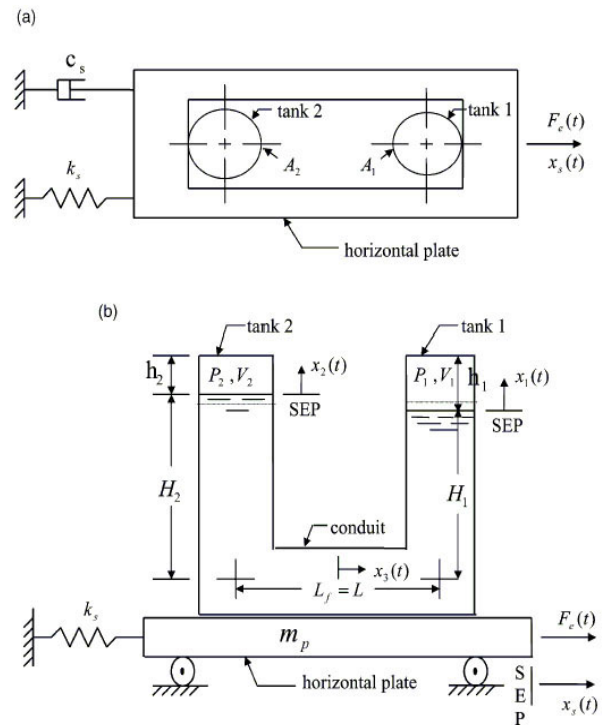 (a)
c_s
tank 2
tank 1
F_e(t)
k_s
A_2
A_1
x_s(t)
horizontal plate
(b)
tank 2
tank 1
h_2
P_2 , V_2
x_2(t)
P_1 , V_1
h_1
x_1(t)
SEP
SEP
H_2
H_1
conduit
x_3(t)
L_f = L
k_s
m_p
F_e(t)
horizontal plate
S
E
P
x_s(t)